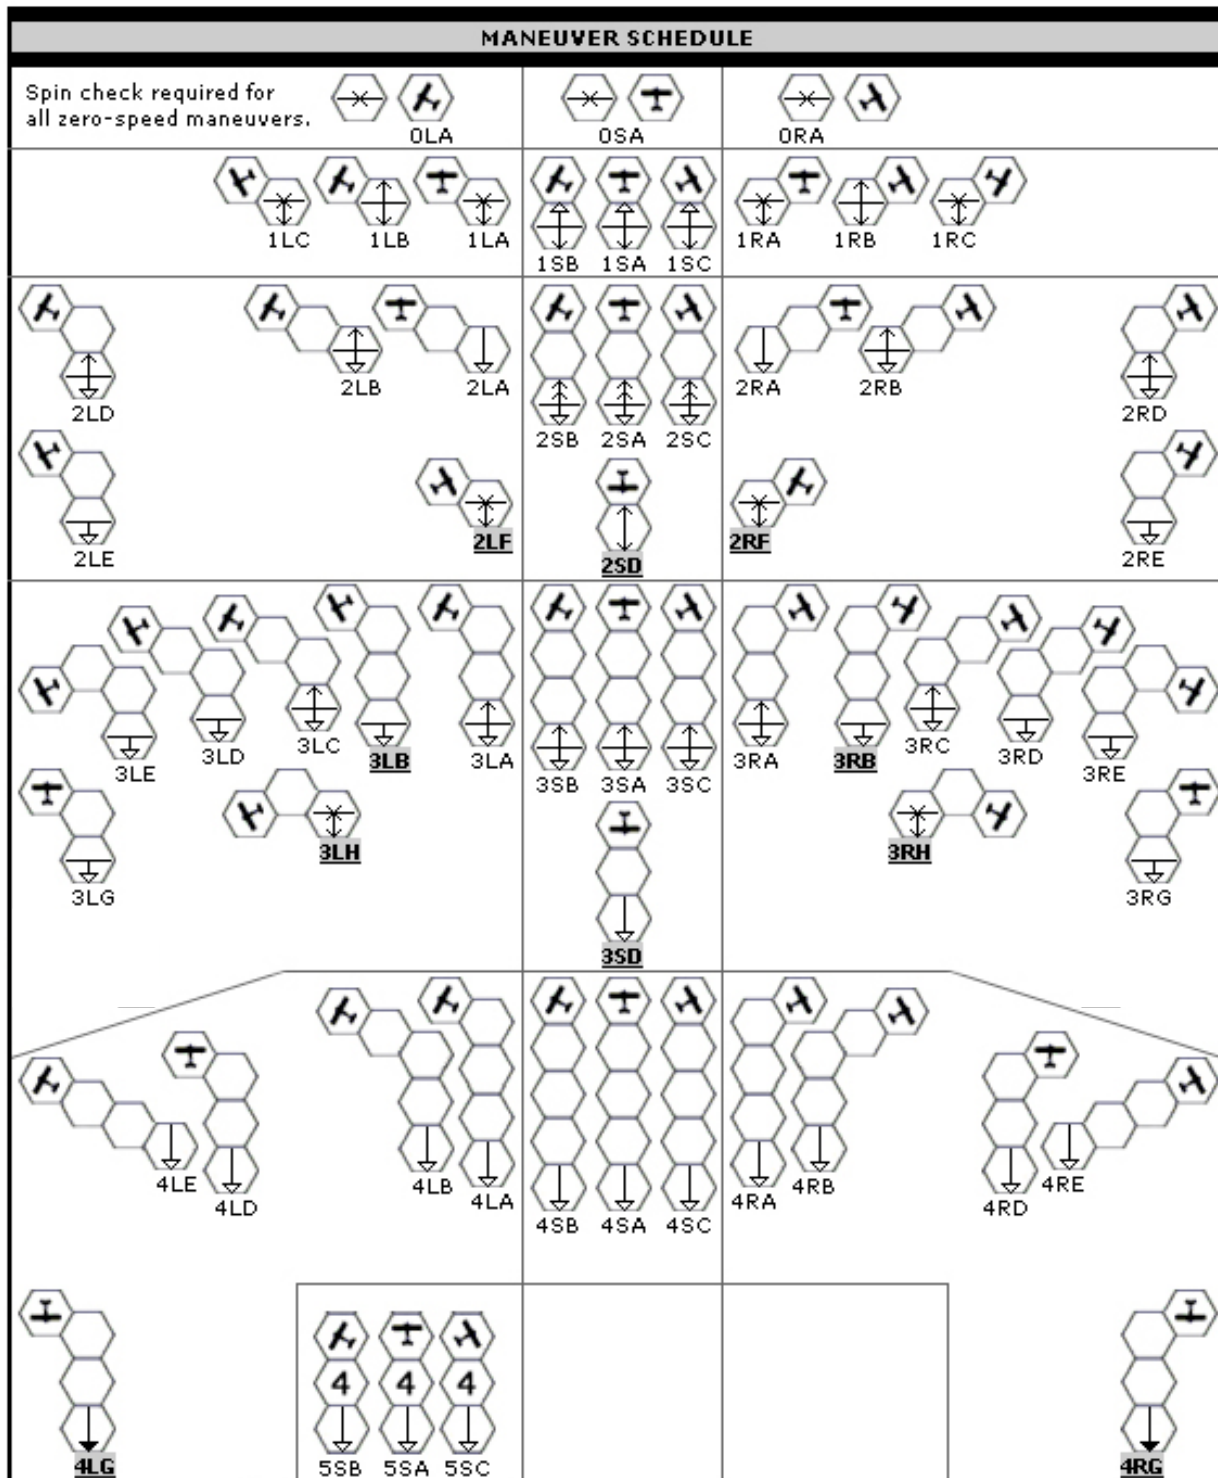 MANEUVER SCHEDULE
Spin check required for
all zero-speed maneuvers.
0LA
0SA
0RA
1LC 1LB 1LA
1SB 1SA 1SC
1RA 1RB 1RC
2LD
2LB 2LA
2SB 2SA 2SC
2RA 2RB
2RD
2LE
2LF
2SD
2RF
2RE
3LE 3LD 3LC 3LB 3LA
3SB 3SA 3SC
3RA 3RB 3RC 3RD 3RE
3LG
3LH
3SD
3RH
3RG
4LE 4LD 4LB 4LA
4SB 4SA 4SC
4RA 4RB 4RD 4RE
4LG
4 4 4
5SB 5SA 5SC
4RG